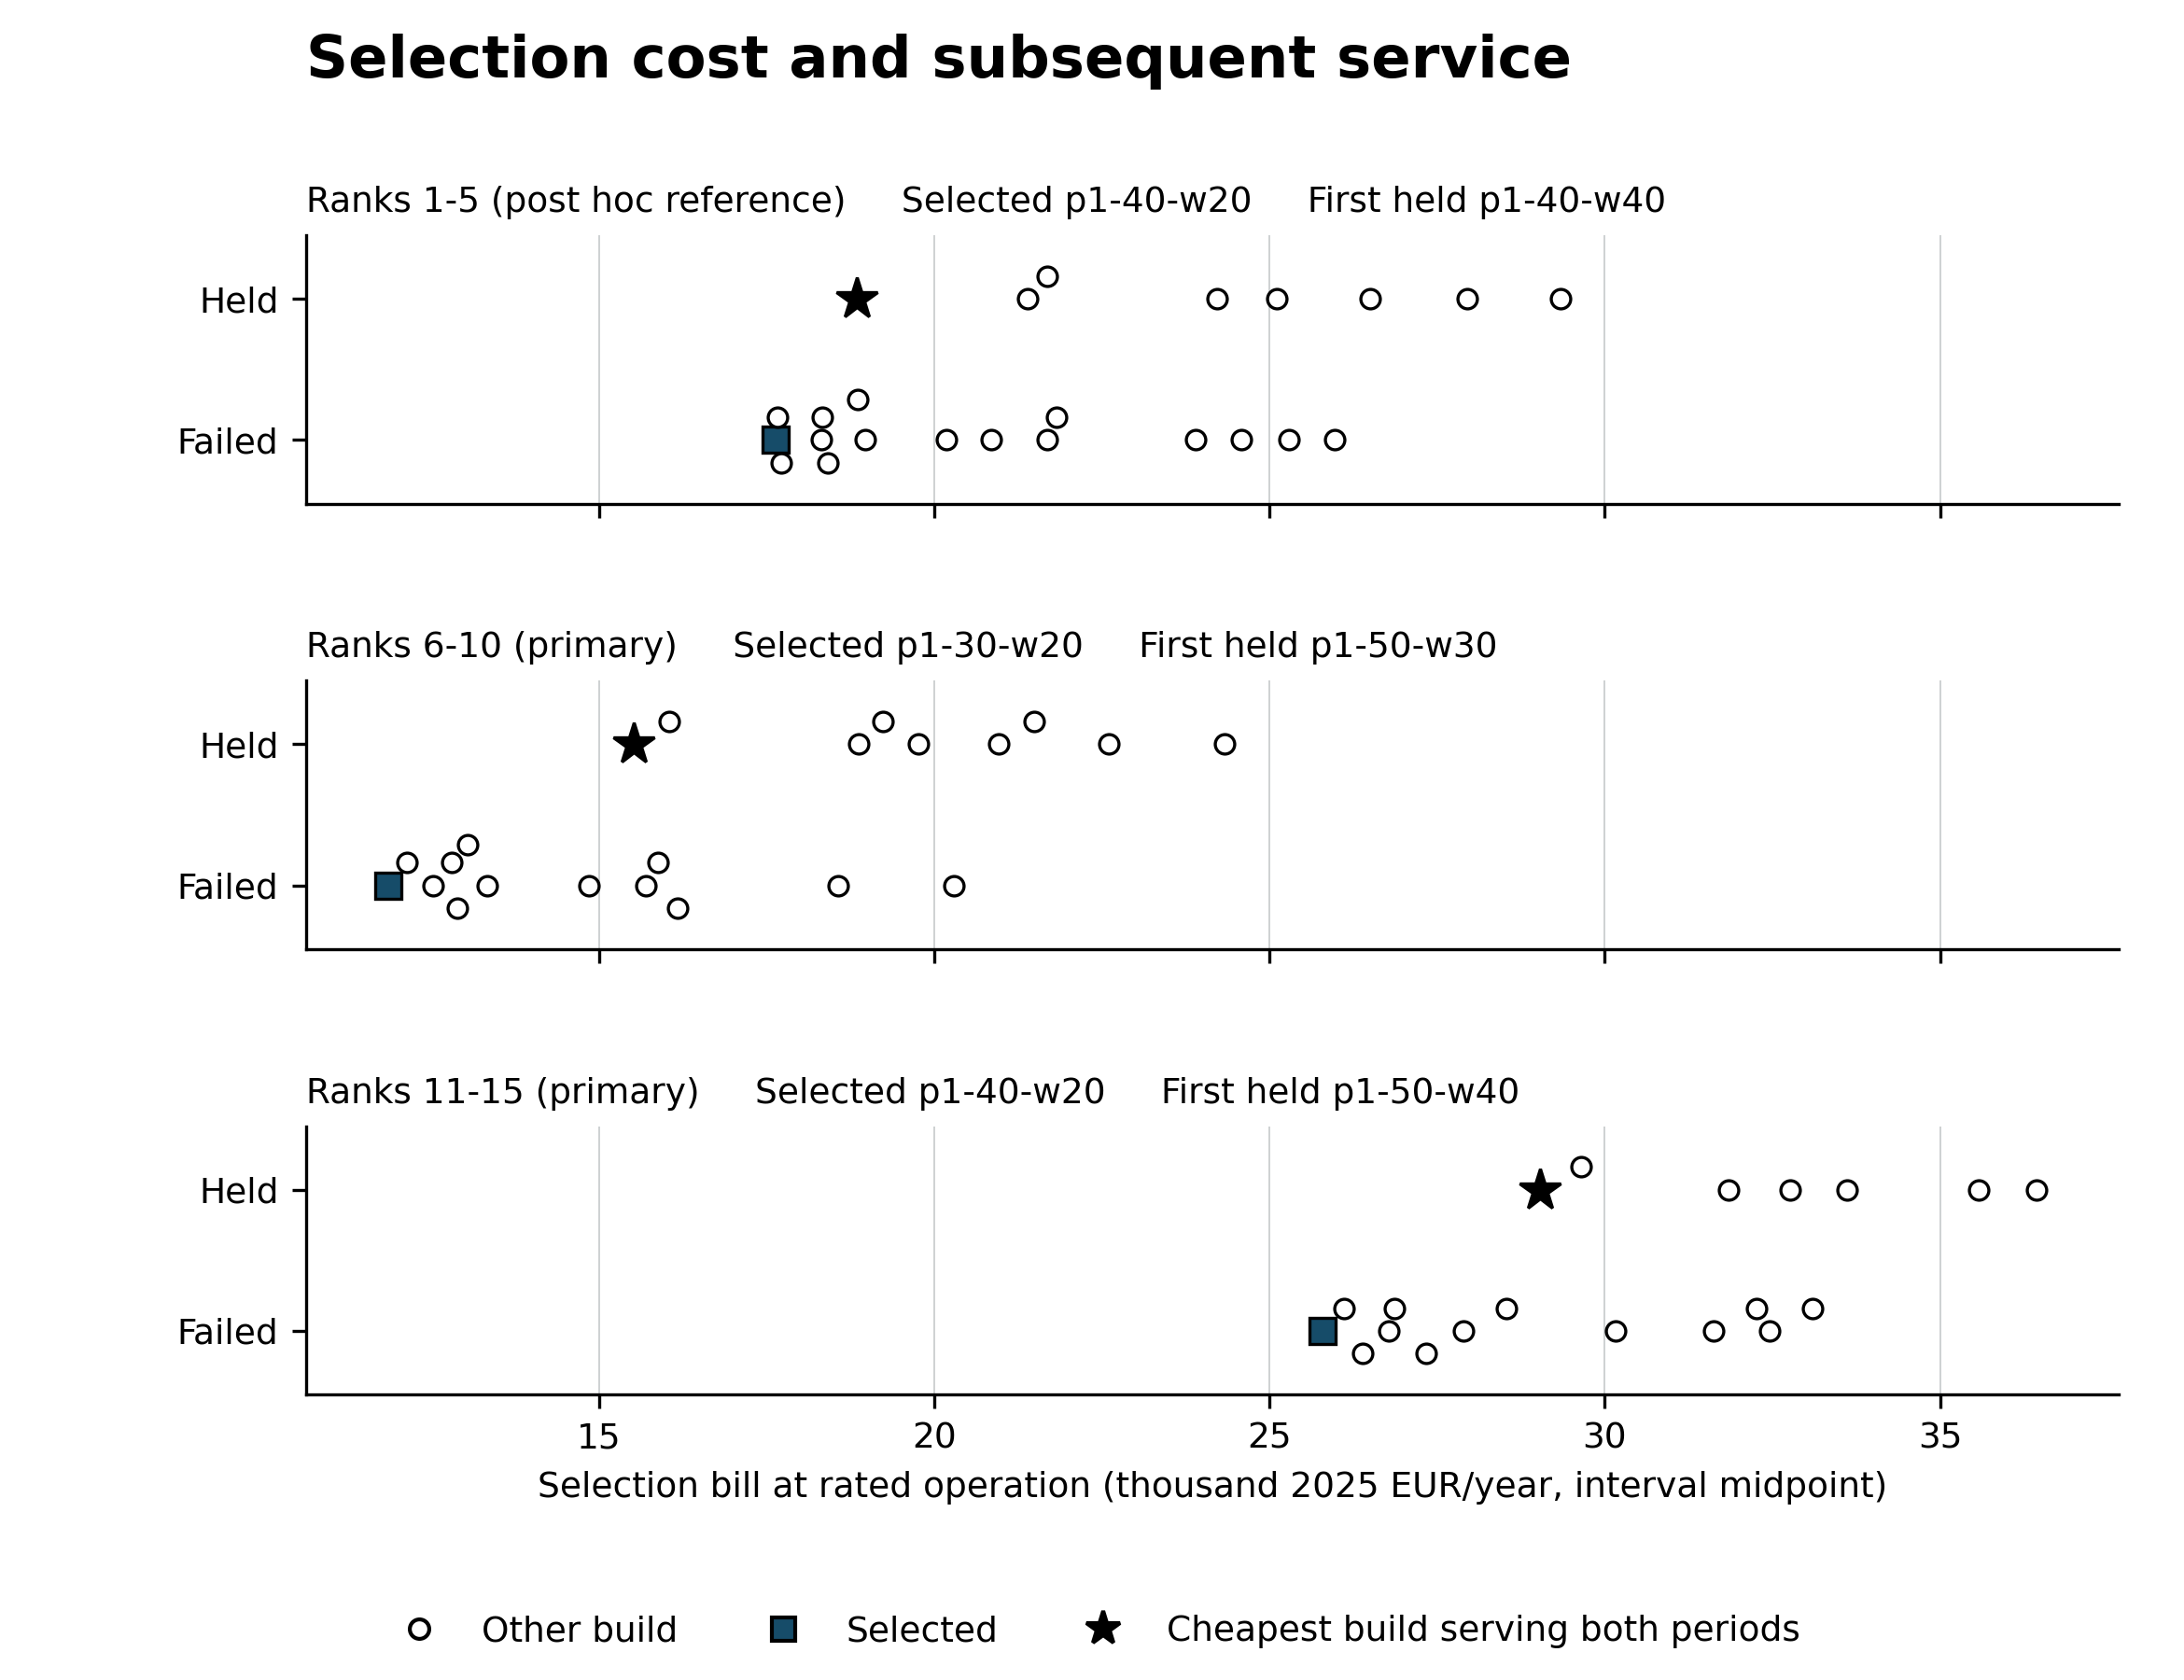 Selection cost and subsequent service
Ranks 1-5 (post hoc reference) Selected p1-40-w20 First held p1-40-w40
Held
Failed
Ranks 6-10 (primary) Selected p1-30-w20 First held p1-50-w30
Held
Failed
Ranks 11-15 (primary) Selected p1-40-w20 First held p1-50-w40
Held
Failed
15 20 25 30 35
Selection bill at rated operation (thousand 2025 EUR/year, interval midpoint)
Other build Selected Cheapest build serving both periods